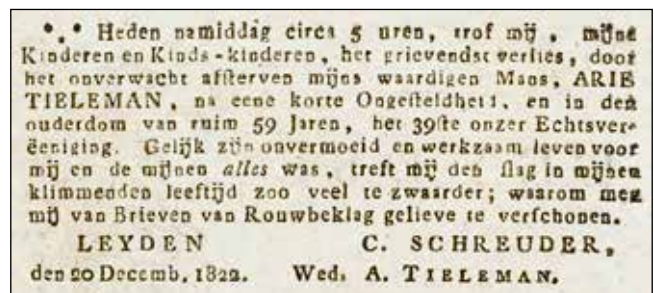 *⁎* Heden namiddag circa 5 uren, trof mij, mijne
Kinderen en Kinds-kinderen, het grievendst verlies, door
het onverwacht afſterven mijns waardigen Mans, ARIE
TIELEMAN, na eene korte Ongeſteldheit, en in den
ouderdom van ruim 59 Jaren, het 39ſte onzer Echtsver-
ëeniging. Gelijk zijn onvermoeid en werkzaam leven voor
mij en de mijnen alles was, treft mij den ſlag in mijnen
klimmenden leeftijd zoo veel te zwaarder; waarom men
mij van Brieven van Rouwbeklag gelieve te verſchonen.
LEYDEN C. SCHREUDER,
den 20 Decemb. 1822. Wed. A. TIELEMAN.